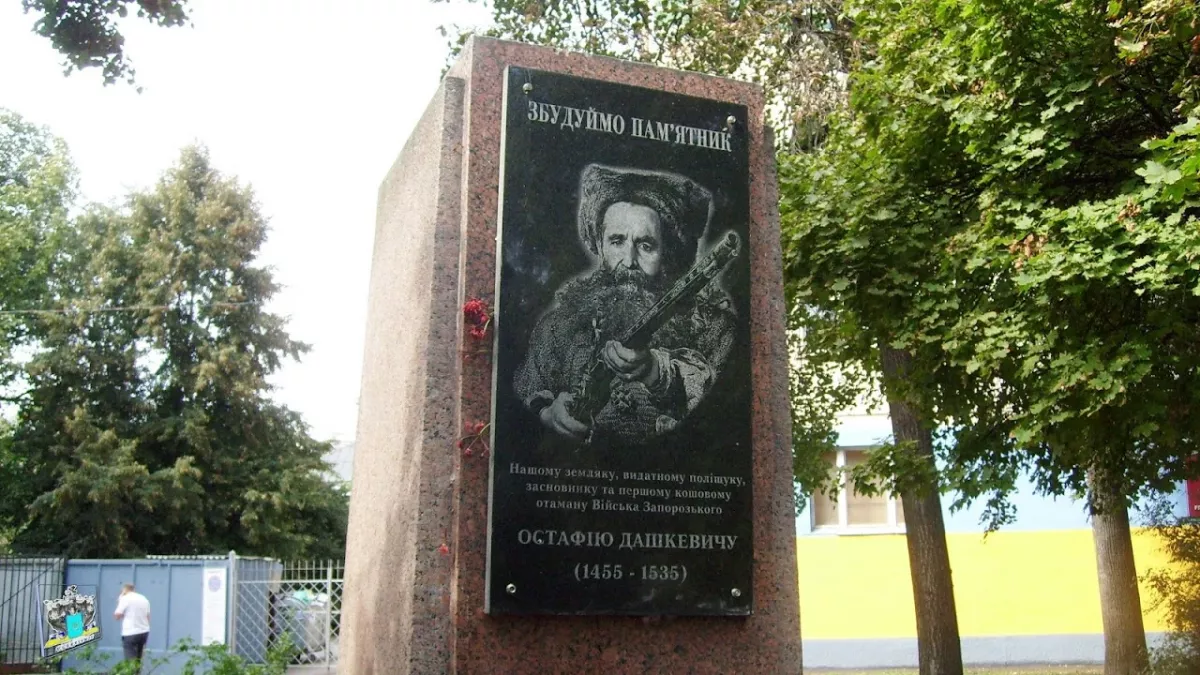 ЗБУДУЙМО ПАМ'ЯТНИК
Нашому земляку, видатному поліщуку,
засновнику та першому кошовому
отаману Війська Запорозького
ОСТАФІЮ ДАШКЕВИЧУ
(1455 - 1535)